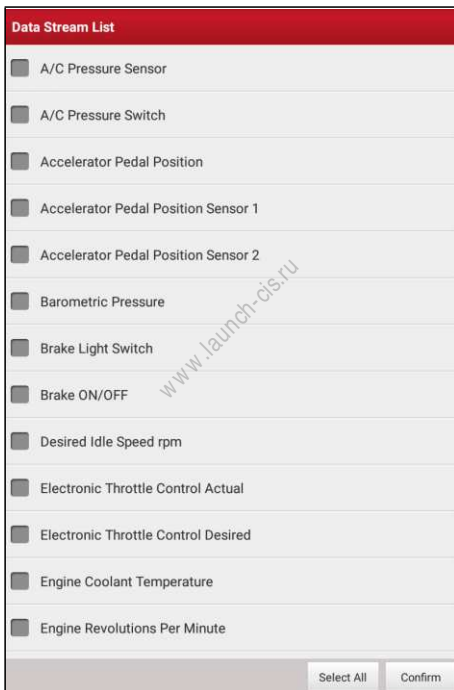 Data Stream List
A/C Pressure Sensor
A/C Pressure Switch
Accelerator Pedal Position
Accelerator Pedal Position Sensor 1
Accelerator Pedal Position Sensor 2
Barometric Pressure
www.launch-cis.ru
Brake Light Switch
Brake ON/OFF
Desired Idle Speed rpm
Electronic Throttle Control Actual
Electronic Throttle Control Desired
Engine Coolant Temperature
Engine Revolutions Per Minute
Select All
Confirm